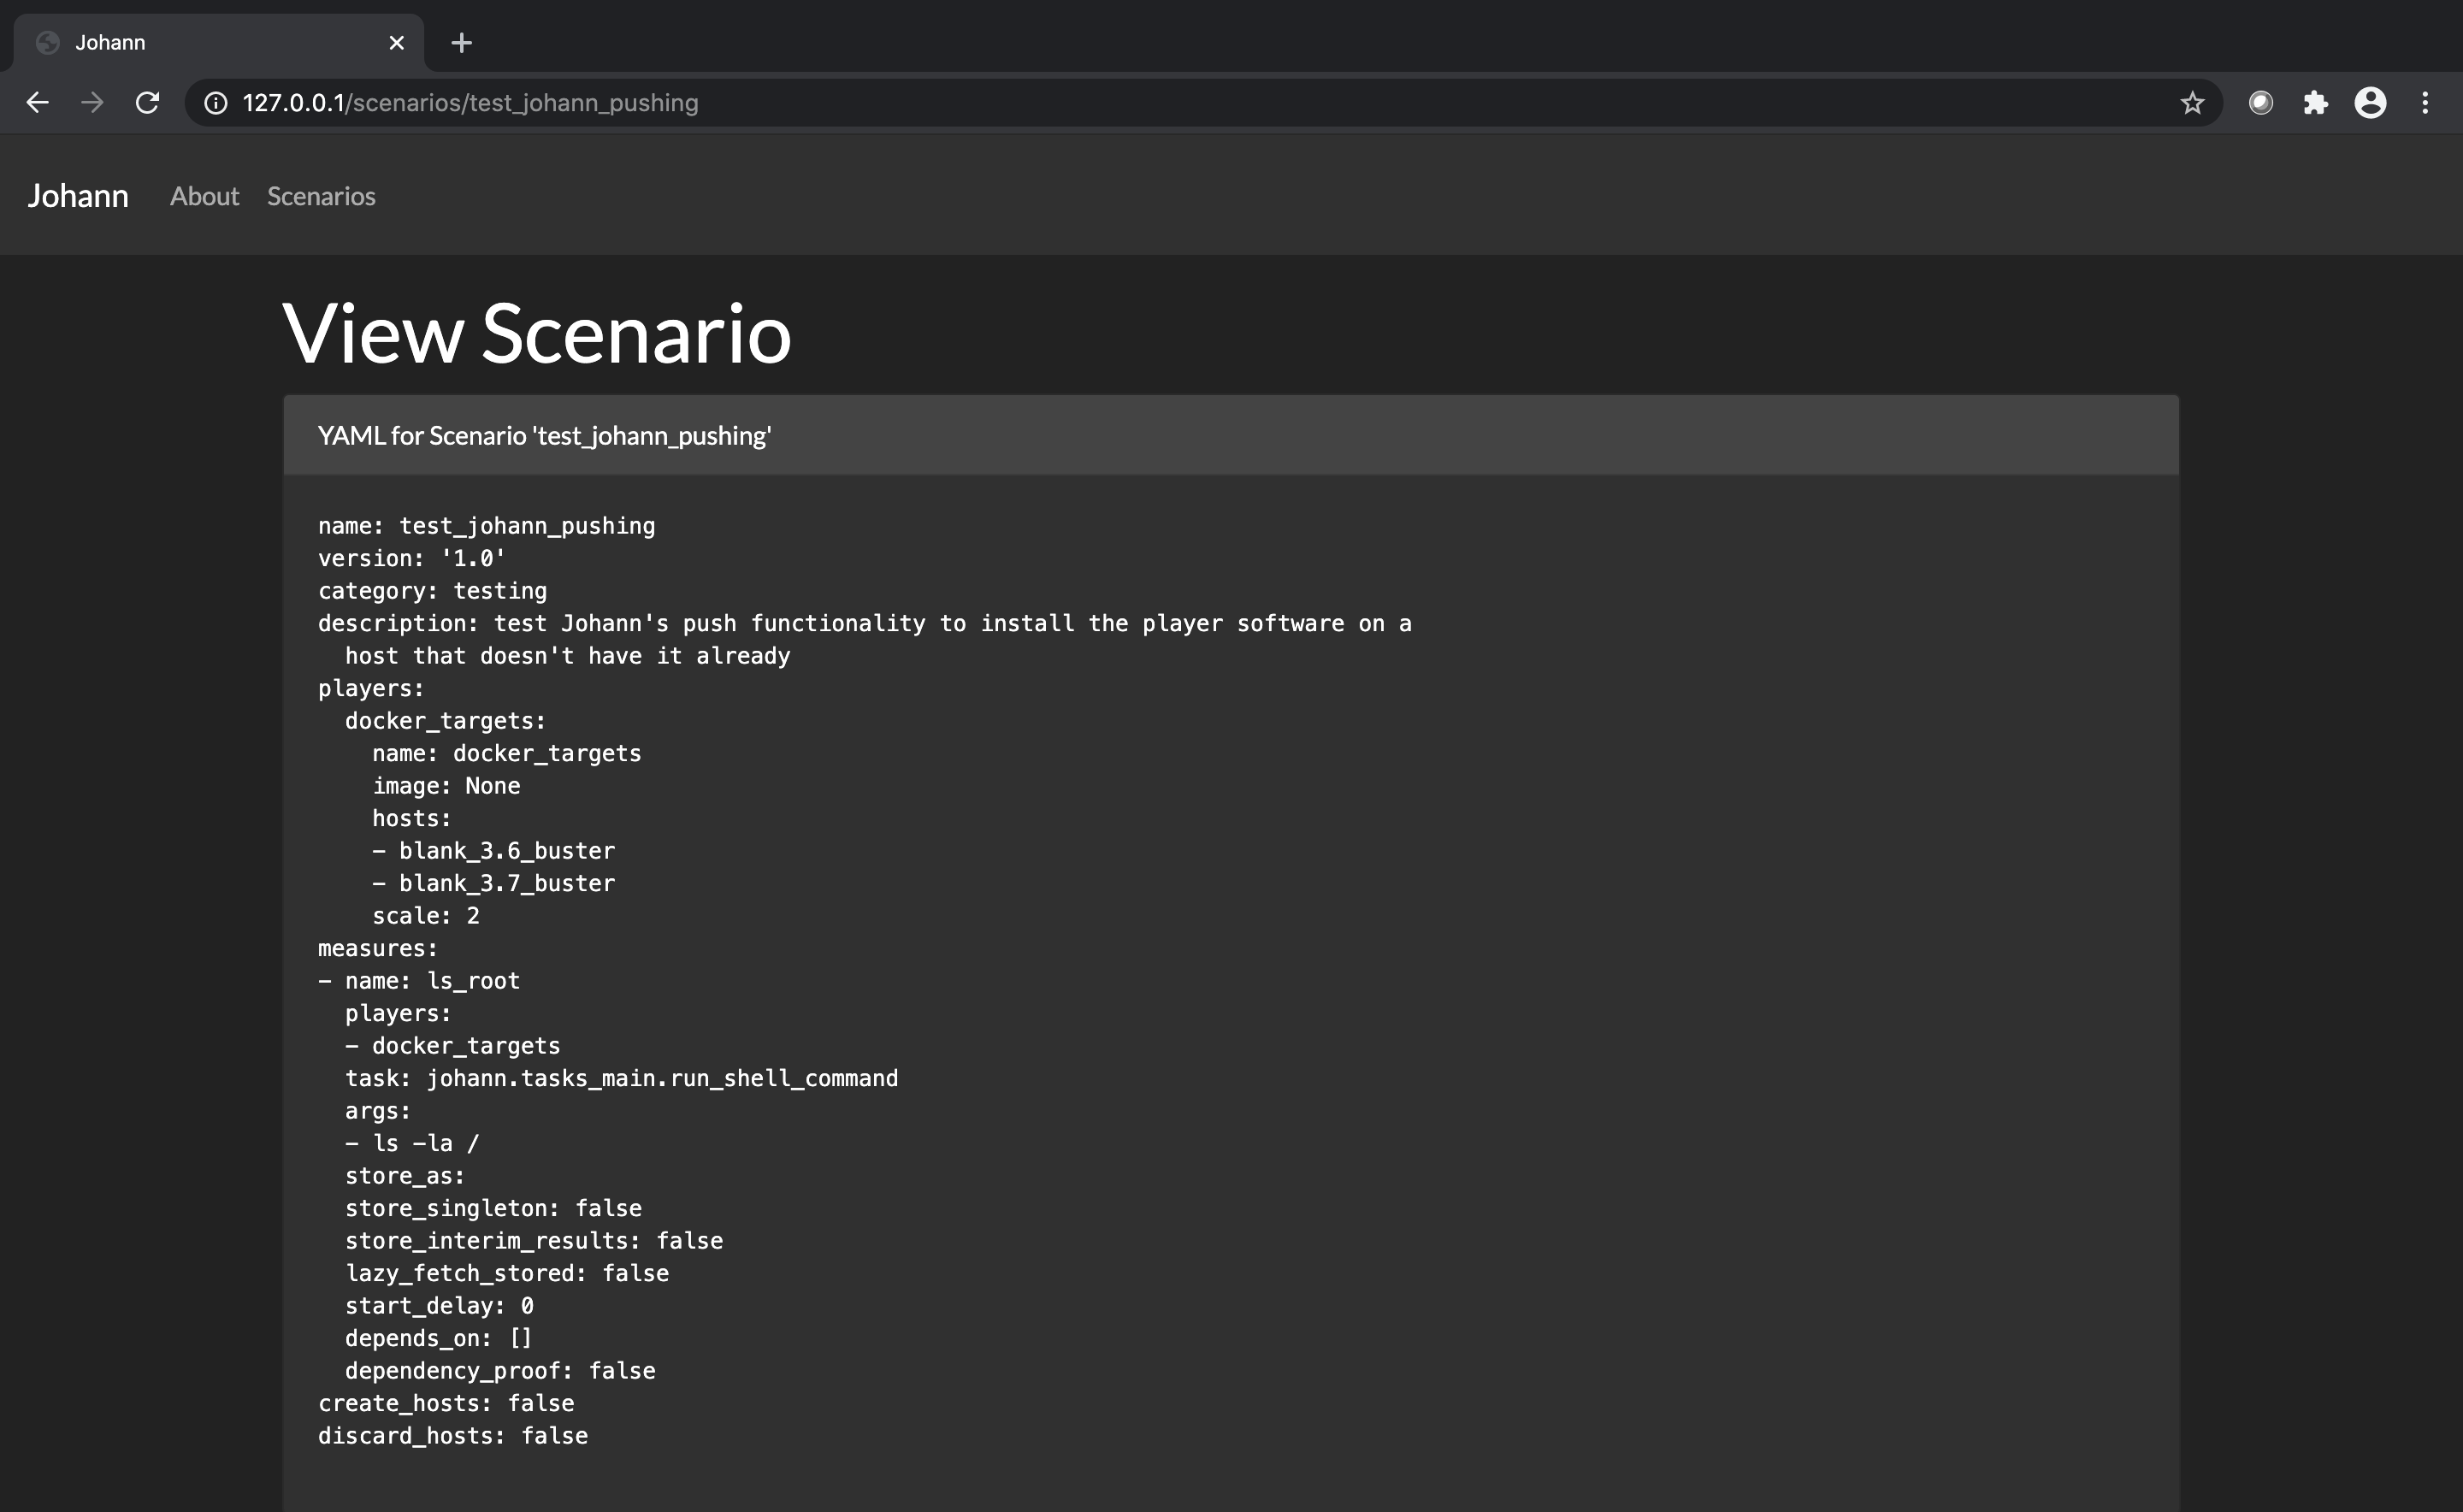 Johann
127.0.0.1/scenarios/test_johann_pushing
Johann About Scenarios
View Scenario
YAML for Scenario 'test_johann_pushing'
name: test_johann_pushing
version: '1.0'
category: testing
description: test Johann's push functionality to install the player software on a
  host that doesn't have it already
players:
  docker_targets:
    name: docker_targets
    image: None
    hosts:
    - blank_3.6_buster
    - blank_3.7_buster
    scale: 2
measures:
- name: ls_root
  players:
  - docker_targets
  task: johann.tasks_main.run_shell_command
  args:
  - ls -la /
  store_as:
  store_singleton: false
  store_interim_results: false
  lazy_fetch_stored: false
  start_delay: 0
  depends_on: []
  dependency_proof: false
create_hosts: false
discard_hosts: false